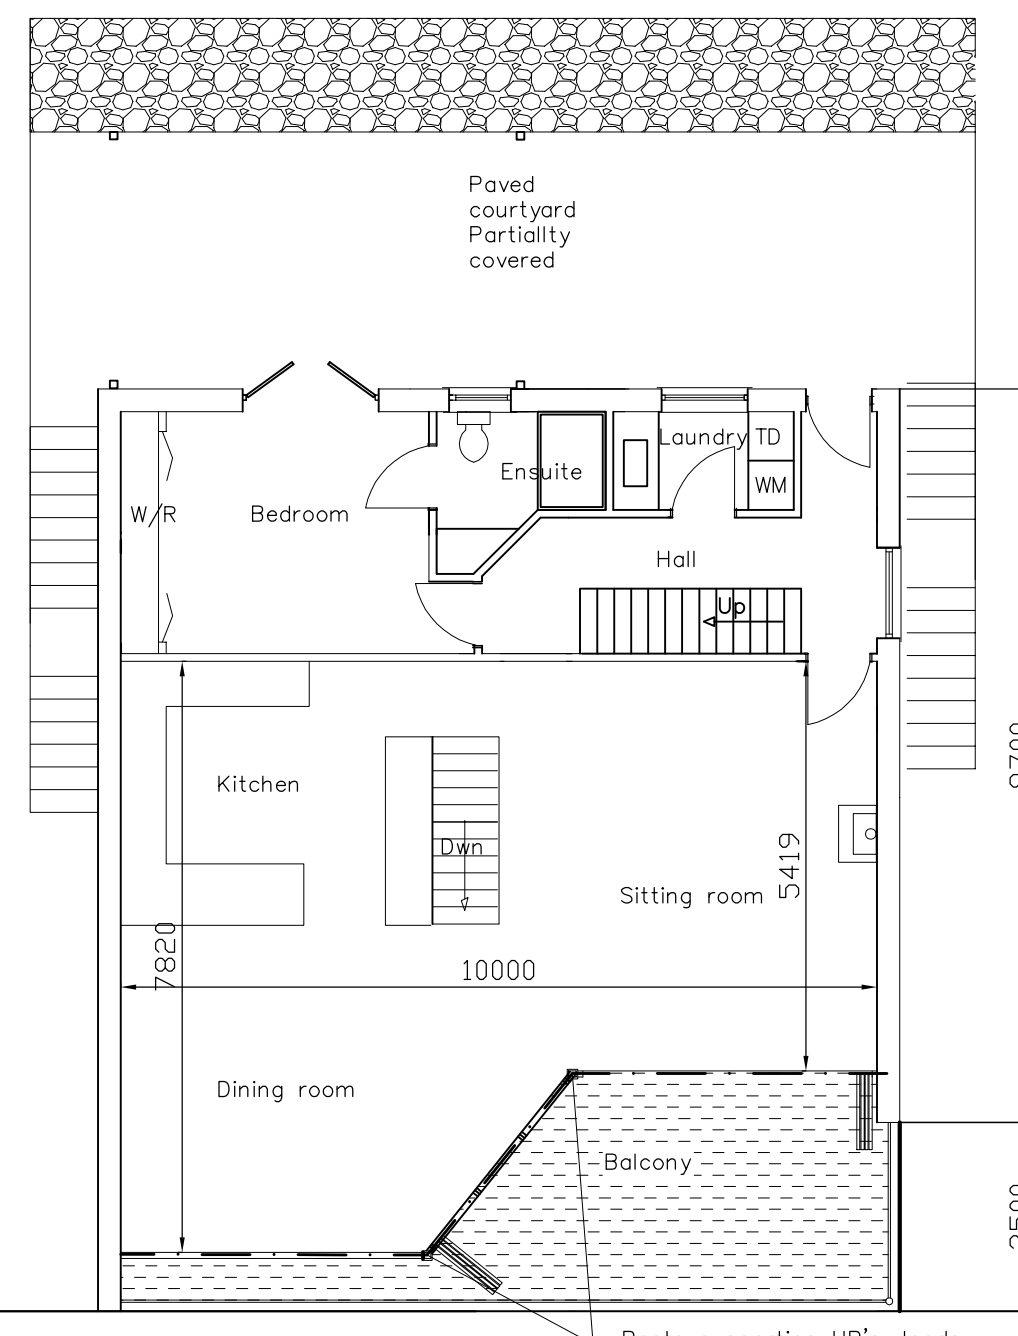 Paved
courtyard
Partiallty
covered
Laundry TD
Ensuite
WM
W/R
Bedroom
Hall
Up
Kitchen
Dwn
5419
Sitting room
7820
10000
Dining room
Balcony